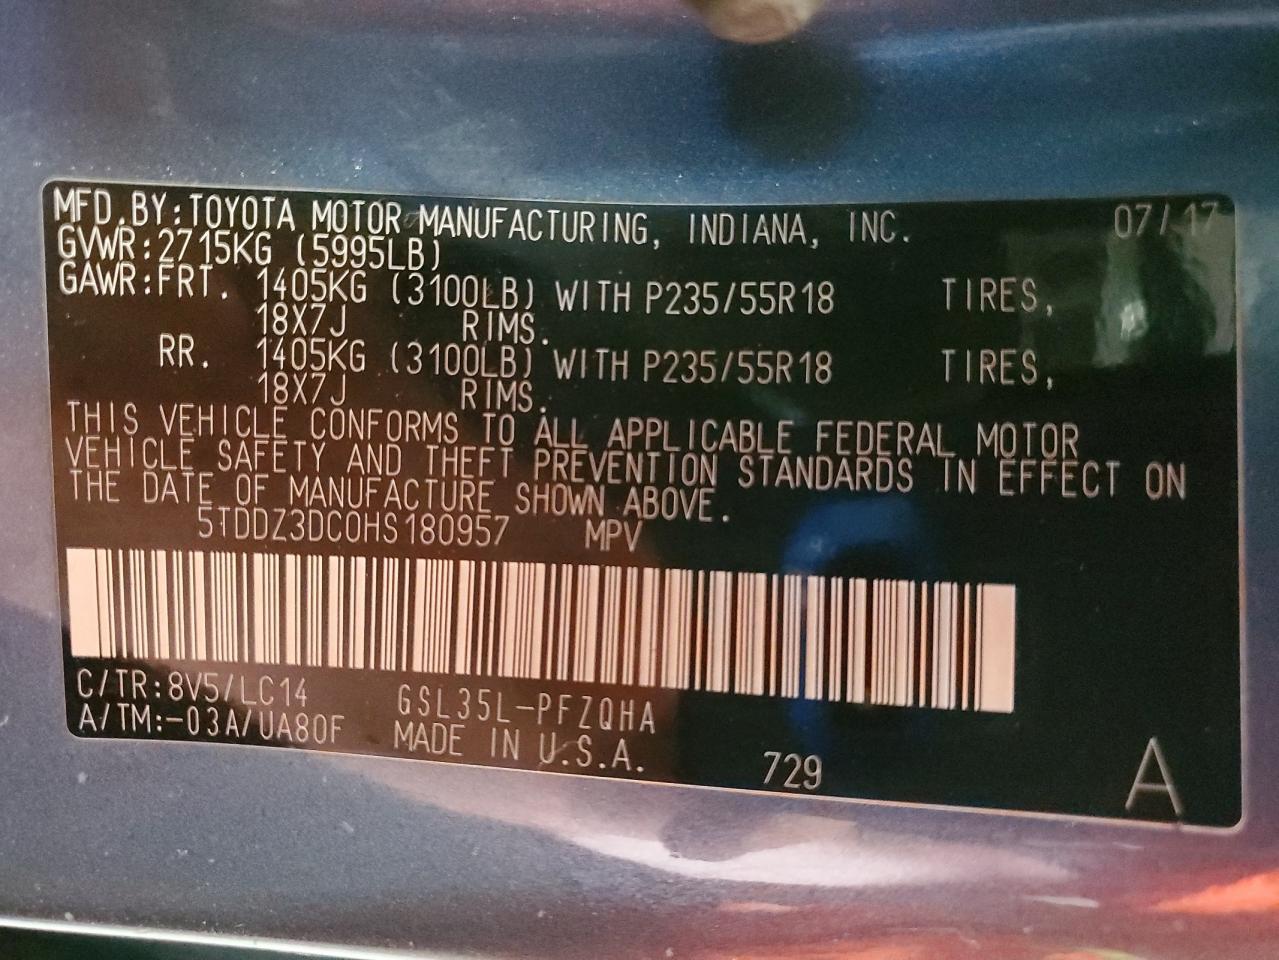 MFD.BY:TOYOTA MOTOR MANUFACTURING, INDIANA, INC. 07/17
GVWR:2715KG (5995LB)
GAWR:FRT. 1405KG (3100LB) WITH P235/55R18 TIRES,
18X7J RIMS.
RR. 1405KG (3100LB) WITH P235/55R18 TIRES,
18X7J RIMS.
THIS VEHICLE CONFORMS TO ALL APPLICABLE FEDERAL MOTOR
VEHICLE SAFETY AND THEFT PREVENTION STANDARDS IN EFFECT ON
THE DATE OF MANUFACTURE SHOWN ABOVE.
5TDDZ3DC0HS180957 MPV
C/TR:8V5/LC14 GSL35L-PFZQHA
A/TM:-03A/UA80F MADE IN U.S.A.
729 A